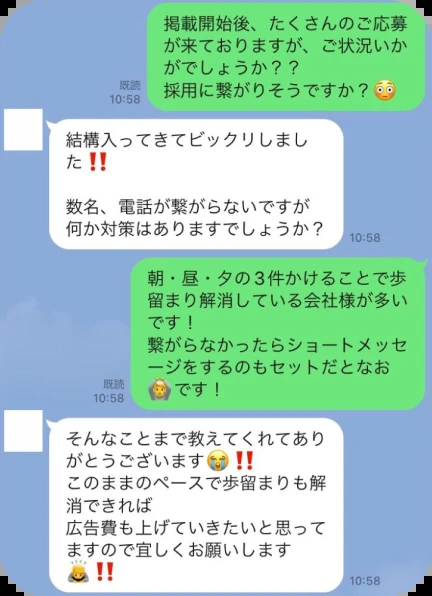 掲載開始後、たくさんのご応募
が来ておりますが、ご状況いか
がでしょうか？？
採用に繋がりそうですか？😳
既読
10:58
結構入ってきてビックリしまし
た‼️
数名、電話が繋がらないですが
何か対策はありますでしょうか？
10:58
朝・昼・夕の3件かけることで歩
留まり解消している会社様が多い
です！
繋がらなかったらショートメッセ
ージをするのもセットだとなお
🙆です！
既読
10:58
そんなことまで教えてくれてあり
がとうございます😭‼️
このままのペースで歩留まりも解
消できれば
広告費も上げていきたいと思って
ますので宜しくお願いします
🙇‼️
10:58